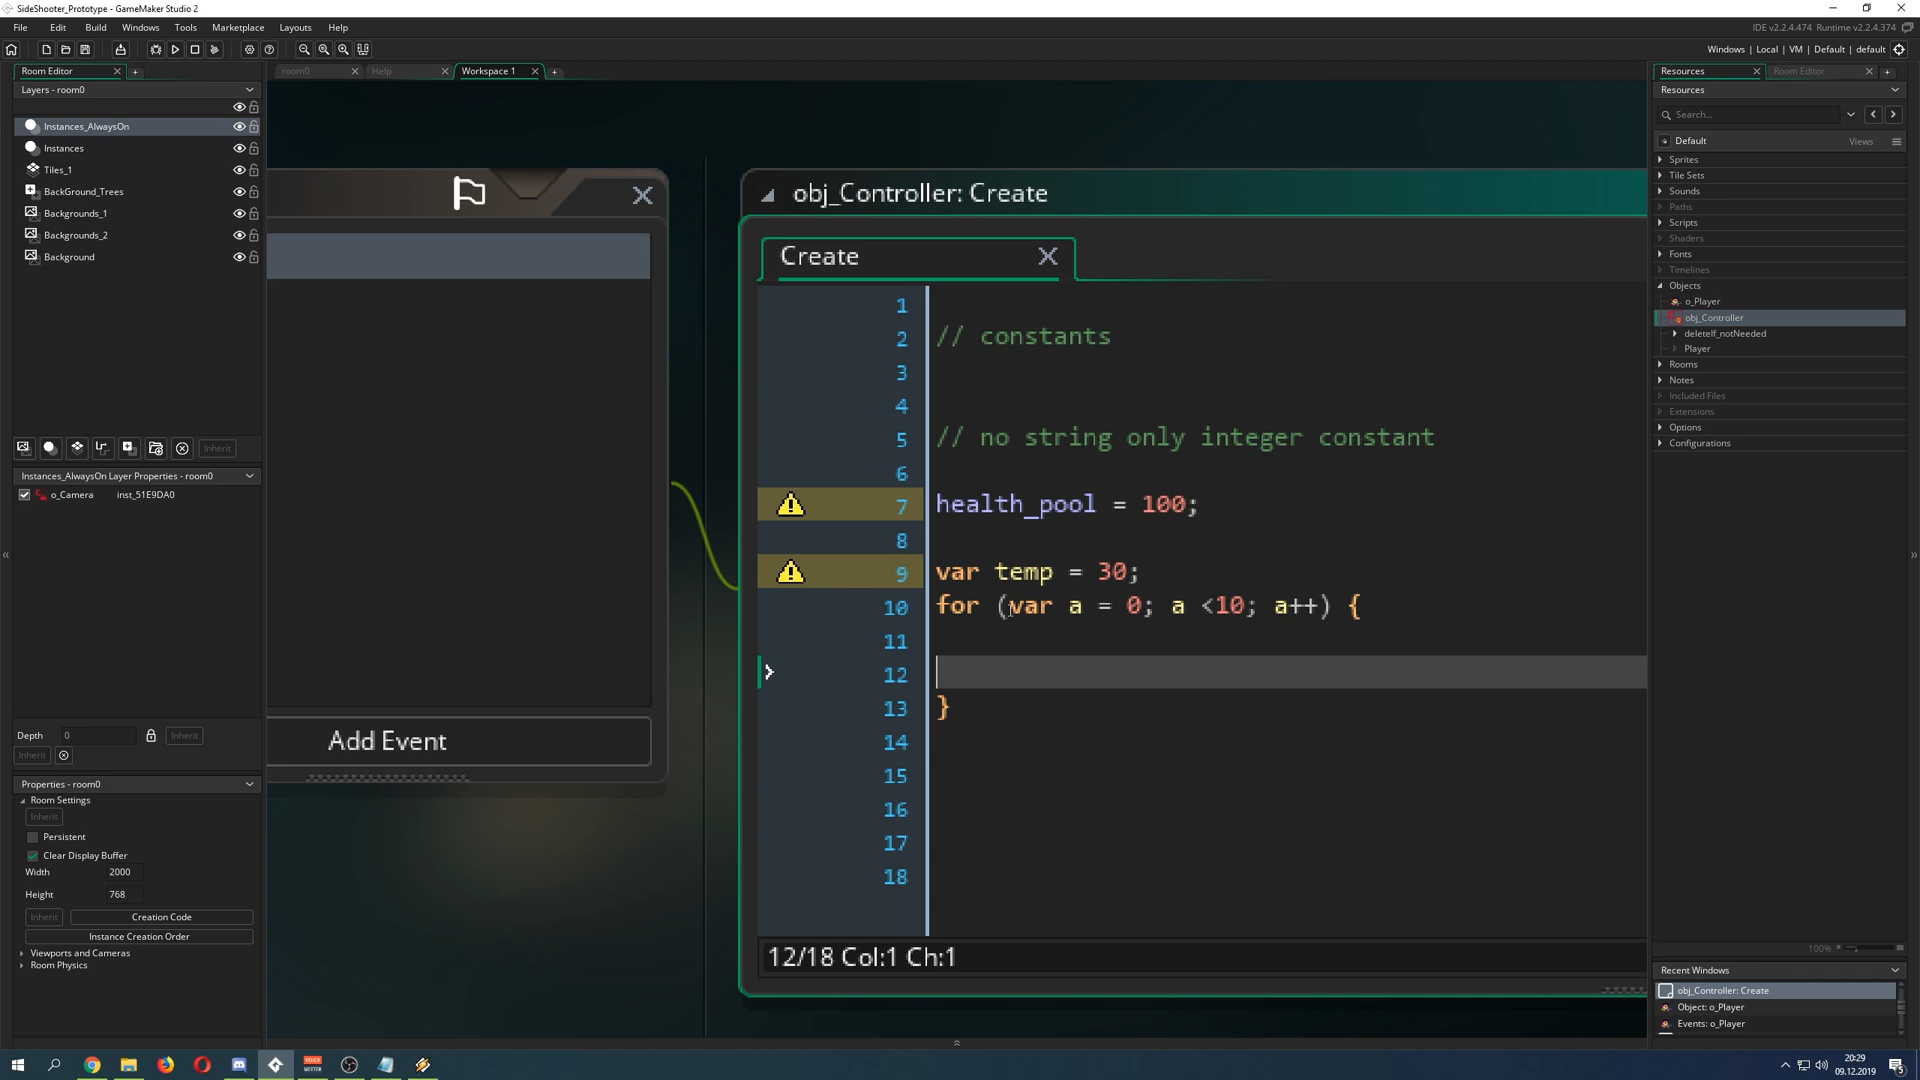 SideShooter_Prototype - GameMaker Studio 2
File Edit Build Windows Tools Marketplace Layouts Help
IDE v2.2.4.474 Runtime v2.2.4.374
Windows | Local | VM | Default | default
Room Editor
room0
Help
Workspace 1
Resources
Room Editor
Layers - room0
Instances_AlwaysOn
Instances
Tiles_1
BackGround_Trees
Backgrounds_1
Backgrounds_2
Background
Inherit
Instances_AlwaysOn Layer Properties - room0
o_Camera inst_51E9DA0
Depth 0 Inherit
Inherit
Properties - room0
Room Settings
Inherit
Persistent
Clear Display Buffer
Width 2000
Height 768
Inherit Creation Code
Instance Creation Order
Viewports and Cameras
Room Physics
Add Event
obj_Controller: Create
Create
1
2 // constants
3
4
5 // no string only integer constant
6
7 health_pool = 100;
8
9 var temp = 30;
10 for (var a = 0; a <10; a++) {
11
12
13 }
14
15
16
17
18
12/18 Col:1 Ch:1
Resources
Search...
Default Views
Sprites
Tile Sets
Sounds
Paths
Scripts
Shaders
Fonts
Timelines
Objects
o_Player
obj_Controller
deleteIf_notNeeded
Player
Rooms
Notes
Included Files
Extensions
Options
Configurations
100%
Recent Windows
obj_Controller: Create
Object: o_Player
Events: o_Player
20:29
09.12.2019